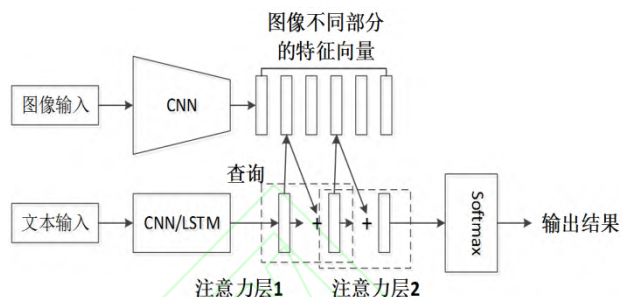 图像不同部分
的特征向量
图像输入
CNN
查询
文本输入
CNN/LSTM
+
+
Softmax
输出结果
注意力层1
注意力层2